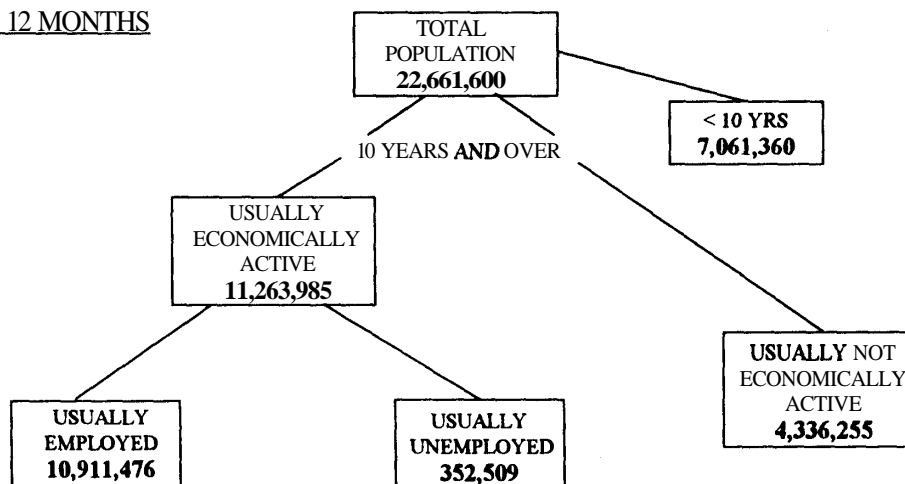 12 MONTHS
TOTAL
POPULATION
22,661,600
< 10 YRS
7,061,360
10 YEARS AND OVER
USUALLY
ECONOMICALLY
ACTIVE
11,263,985
USUALLY NOT
ECONOMICALLY
ACTIVE
4,336,255
USUALLY
EMPLOYED
10,911,476
USUALLY
UNEMPLOYED
352,509